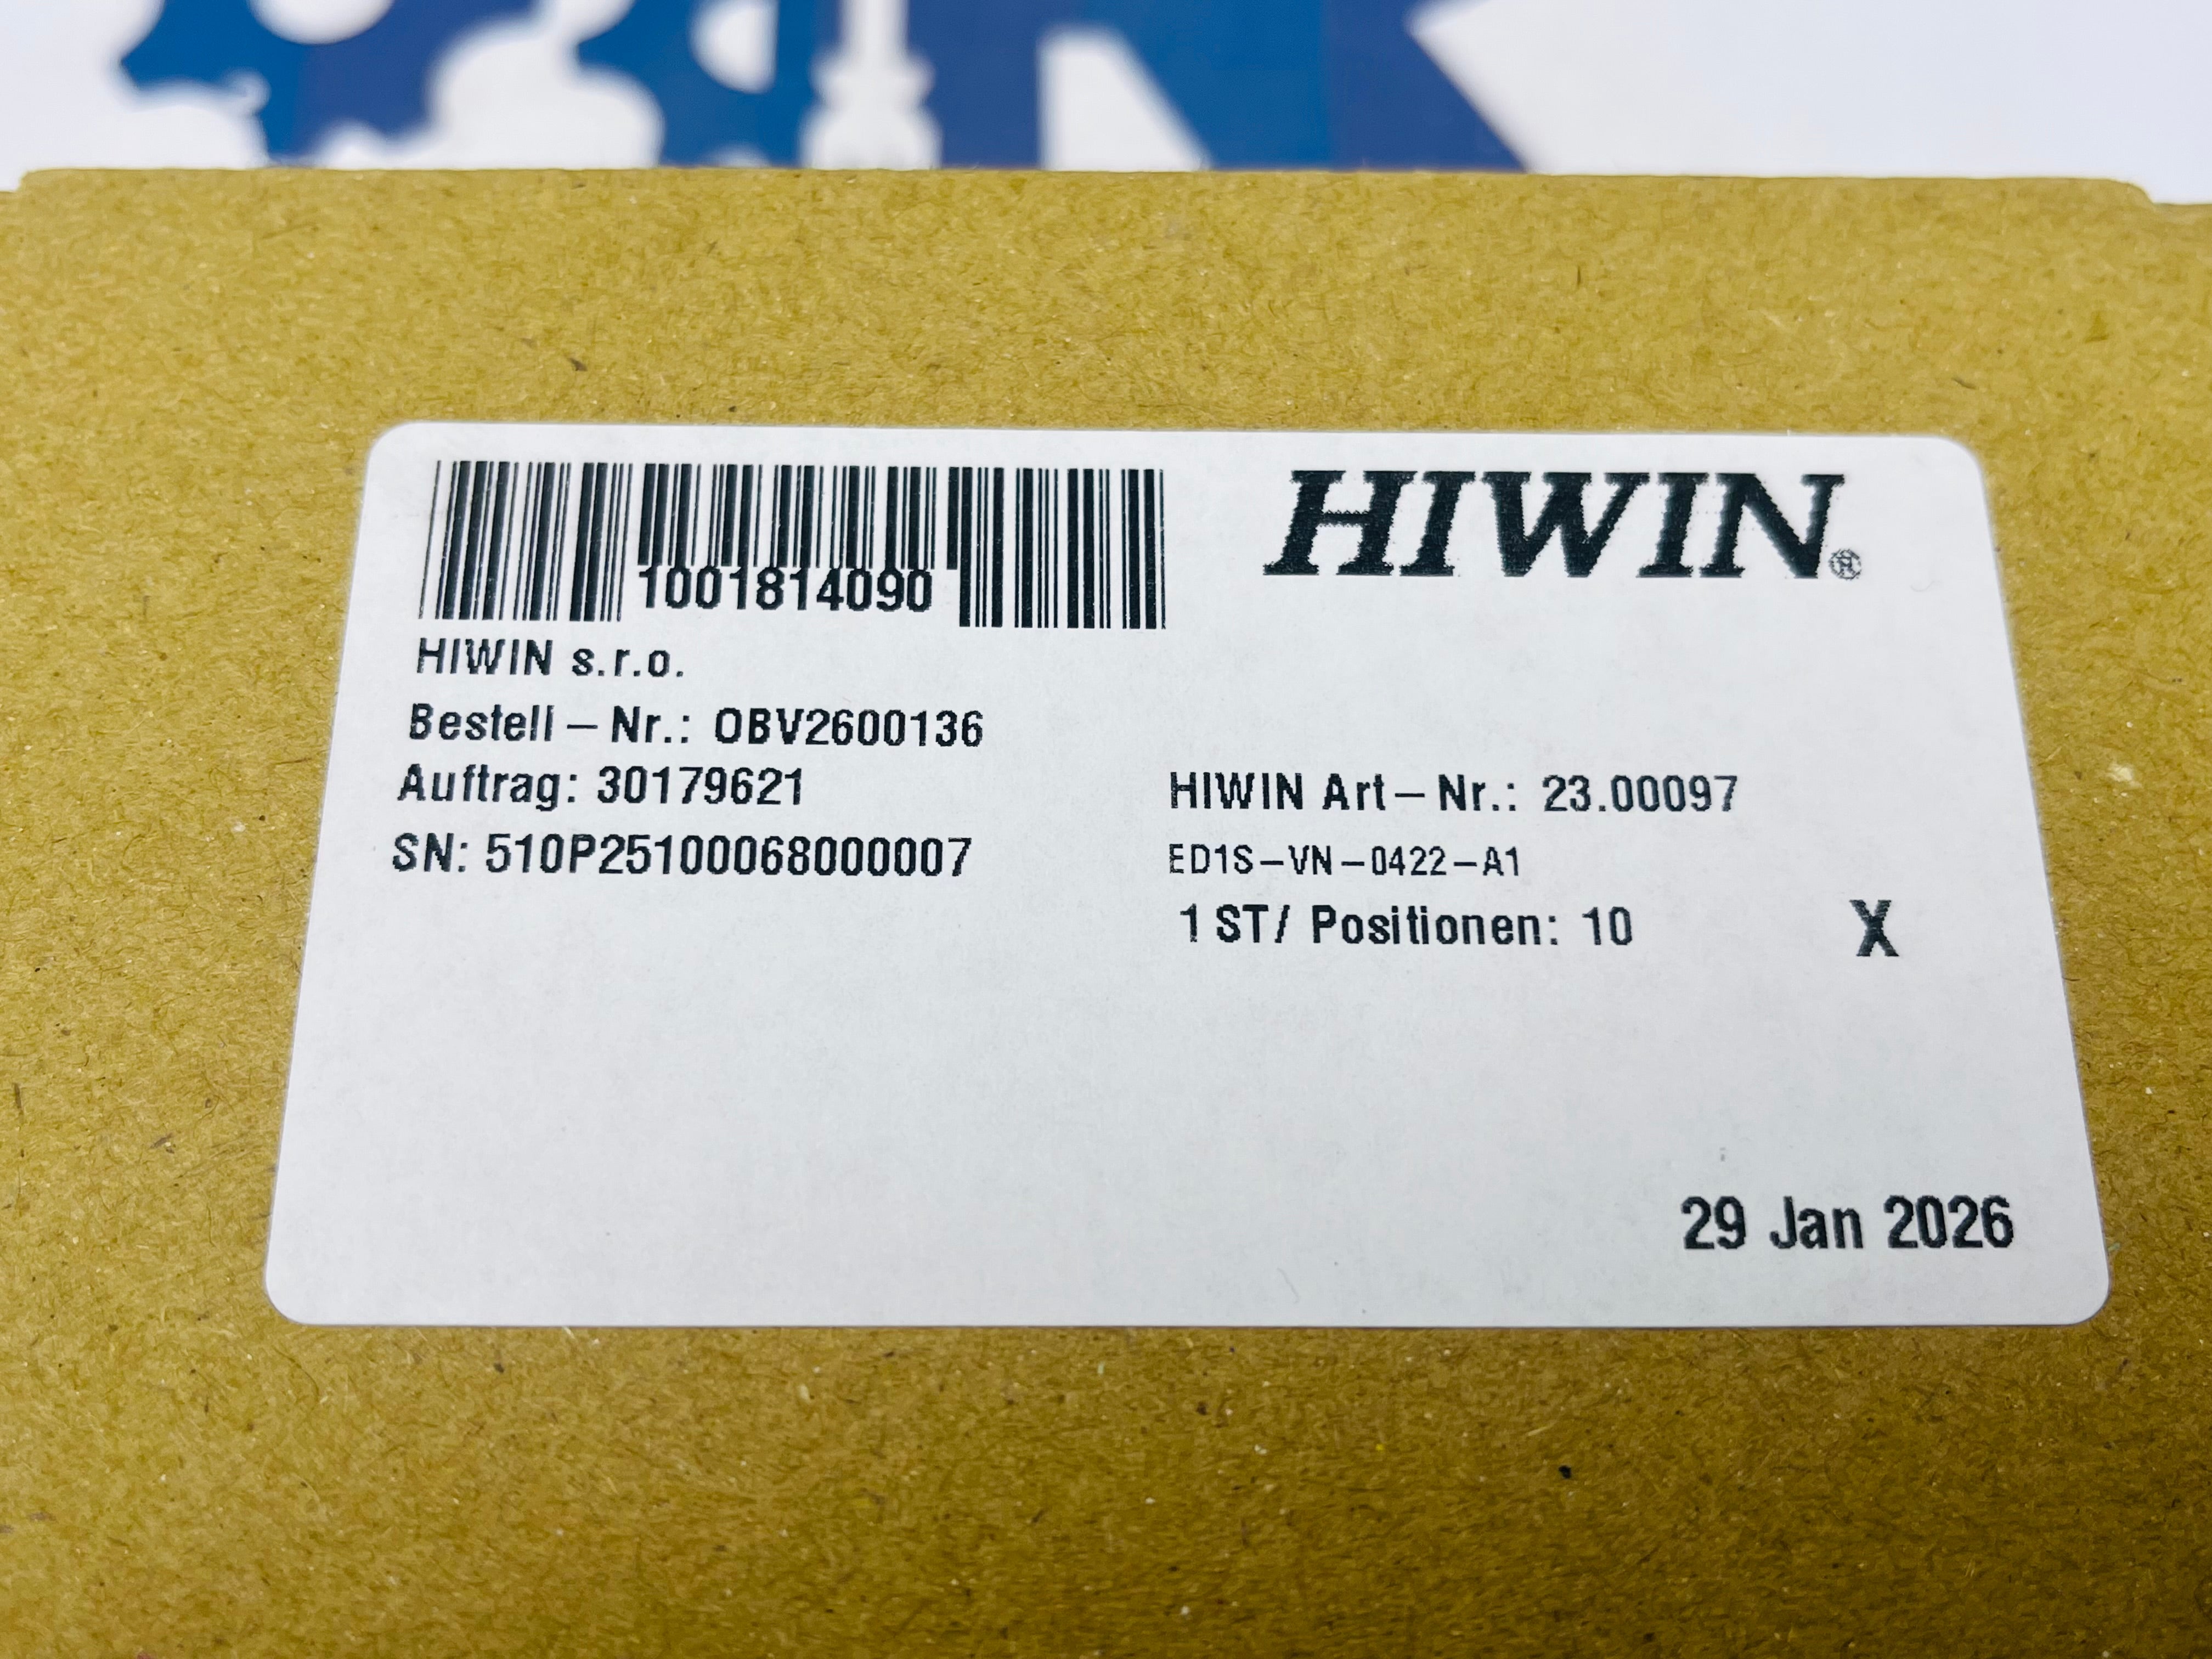 1001814090
HIWIN®
HIWIN s.r.o.
Bestell-Nr.: OBV2600136
Auftrag: 30179621
HIWIN Art-Nr.: 23.00097
SN: 510P25100068000007
ED1S-VN-0422-A1
1 ST/ Positionen: 10
X
29 Jan 2026